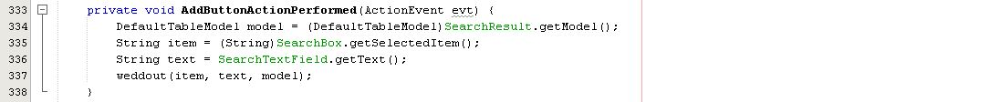 333 private void AddButtonActionPerformed(ActionEvent evt) {
334 DefaultTableModel model = (DefaultTableModel)SearchResult.getModel();
335 String item = (String)SearchBox.getSelectedItem();
336 String text = SearchTextField.getText();
337 weddout(item, text, model);
338 }